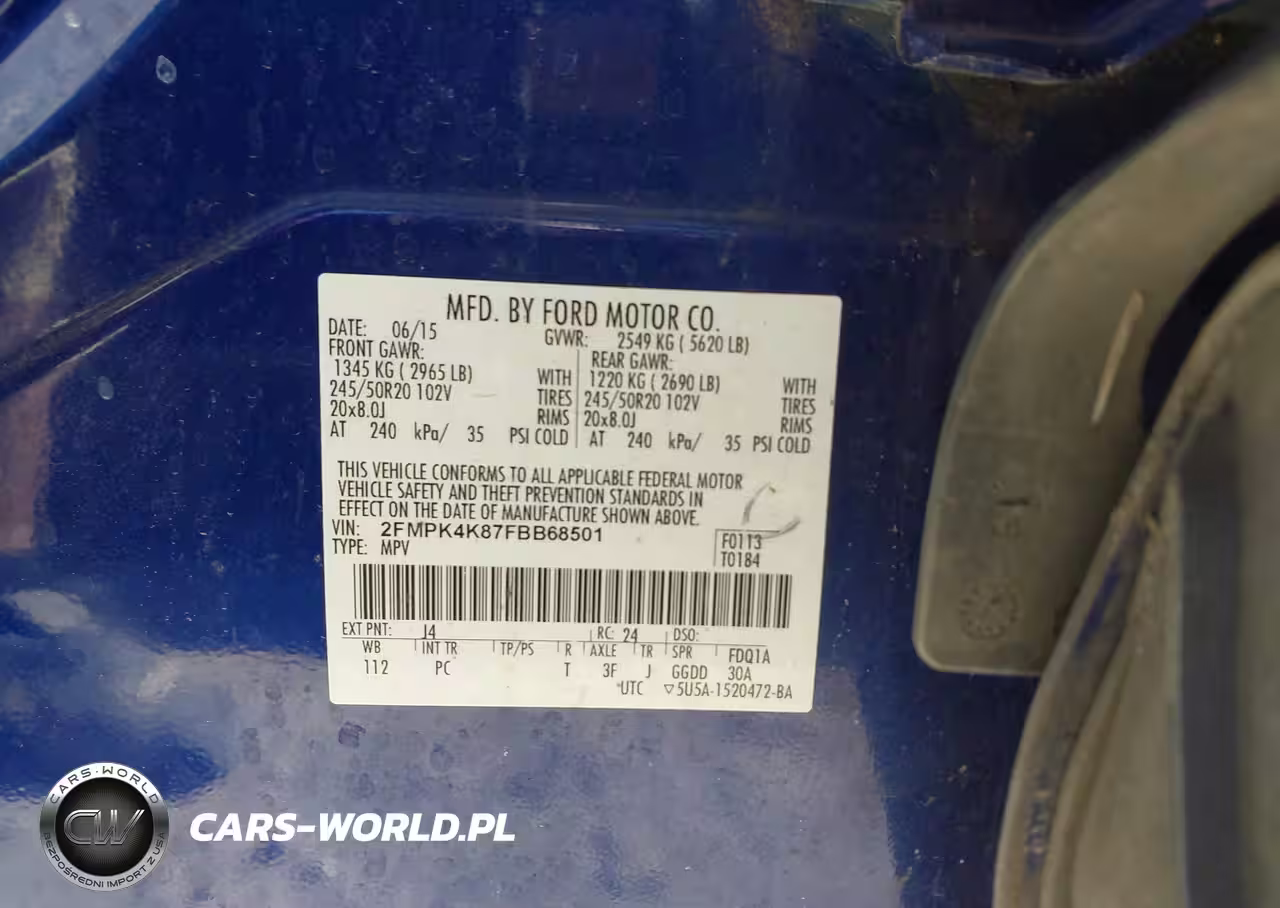 MFD. BY FORD MOTOR CO.
DATE: 06/15 GVWR: 2549 KG ( 5620 LB)
FRONT GAWR: REAR GAWR:
1345 KG ( 2965 LB) WITH 1220 KG ( 2690 LB) WITH
245/50R20 102V TIRES 245/50R20 102V TIRES
20x8.0J RIMS 20x8.0J RIMS
AT 240 kPa/ 35 PSI COLD AT 240 kPa/ 35 PSI COLD
THIS VEHICLE CONFORMS TO ALL APPLICABLE FEDERAL MOTOR
VEHICLE SAFETY AND THEFT PREVENTION STANDARDS IN
EFFECT ON THE DATE OF MANUFACTURE SHOWN ABOVE.
VIN: 2FMPK4K87FBB68501 F0113
TYPE: MPV T0184
EXT PNT: J4 RC: 24 DSO:
WB INT TR TP/PS R AXLE TR SPR FDQ1A
112 PC T 3F J GGDD 30A
UTC ▽5U5A-1520472-BA
CARS-WORLD
CW
BEZPOŚREDNI IMPORT Z USA
CARS-WORLD.PL